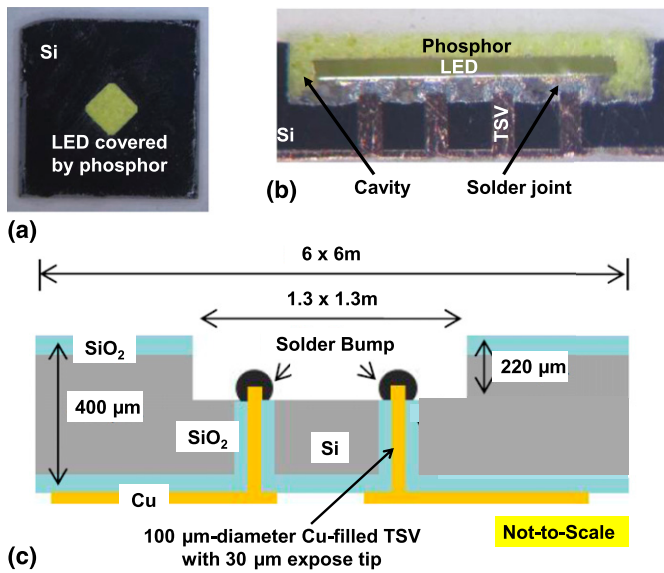 Si
LED covered
by phosphor
(a)
Phosphor
LED
Si
TSV
(b)
Cavity
Solder joint
6 x 6m
1.3 x 1.3m
SiO₂
Solder Bump
220 µm
400 µm
SiO₂
Si
Cu
100 µm-diameter Cu-filled TSV
with 30 µm expose tip
Not-to-Scale
(c)